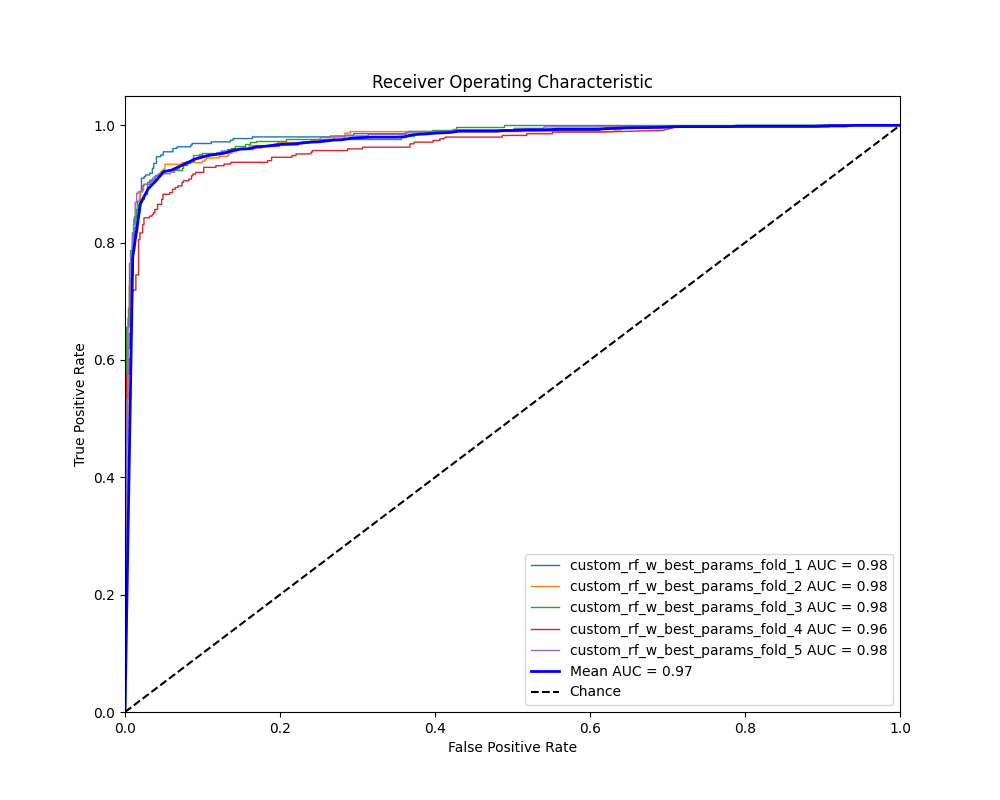 Receiver Operating Characteristic
True Positive Rate
1.0
0.8
0.6
0.4
0.2
0.0
custom_rf_w_best_params_fold_1 AUC = 0.98
custom_rf_w_best_params_fold_2 AUC = 0.98
custom_rf_w_best_params_fold_3 AUC = 0.98
custom_rf_w_best_params_fold_4 AUC = 0.96
custom_rf_w_best_params_fold_5 AUC = 0.98
Mean AUC = 0.97
Chance
0.0 0.2 0.4 0.6 0.8 1.0
False Positive Rate